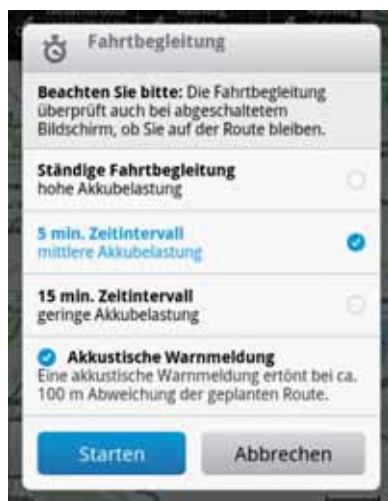 Fahrtbegleitung
Beachten Sie bitte: Die Fahrtbegleitung
überprüft auch bei abgeschaltetem
Bildschirm, ob Sie auf der Route bleiben.
Ständige Fahrtbegleitung
hohe Akkubelastung
5 min. Zeitintervall
mittlere Akkubelastung
15 min. Zeitintervall
geringe Akkubelastung
Akkustische Warnmeldung
Eine akkustische Warnmeldung ertönt bei ca.
100 m Abweichung der geplanten Route.
Starten
Abbrechen